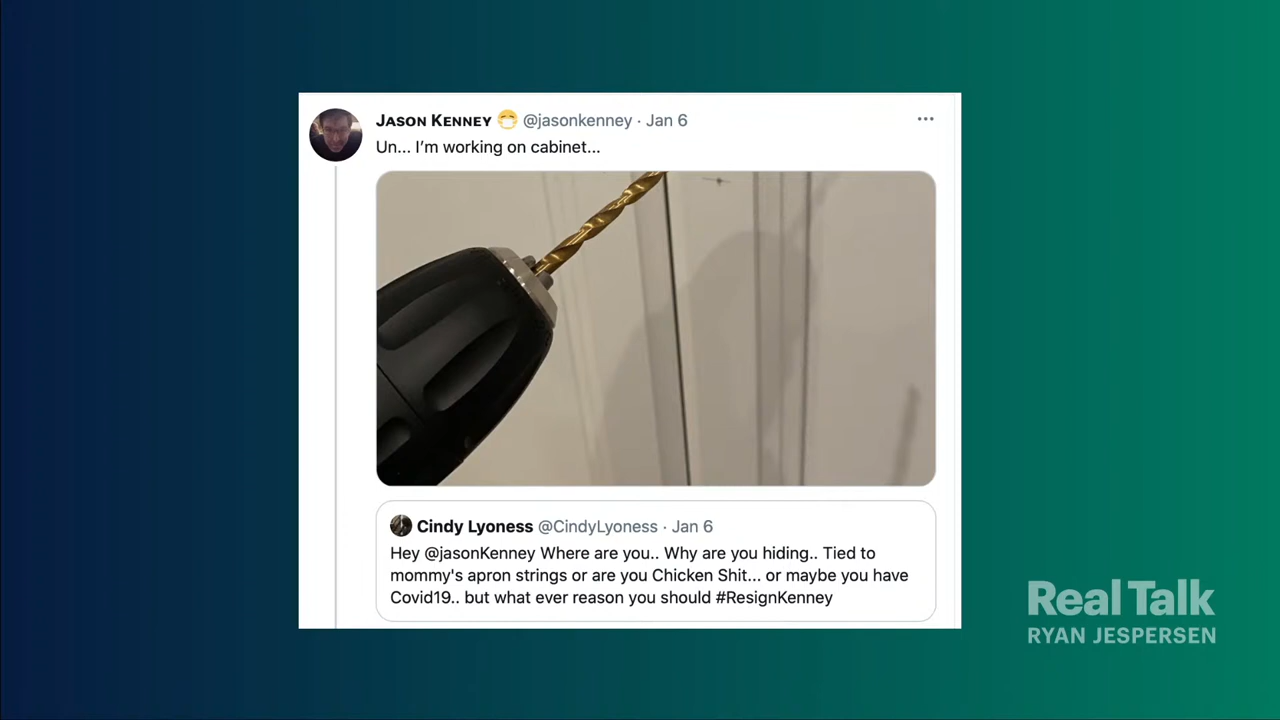 JASON KENNEY 😷 @jasonkenney · Jan 6
Un... I'm working on cabinet...
Cindy Lyoness @CindyLyoness · Jan 6
Hey @jasonKenney Where are you.. Why are you hiding.. Tied to
mommy's apron strings or are you Chicken Shit... or maybe you have
Covid19.. but what ever reason you should #ResignKenney
Real Talk
RYAN JESPERSEN